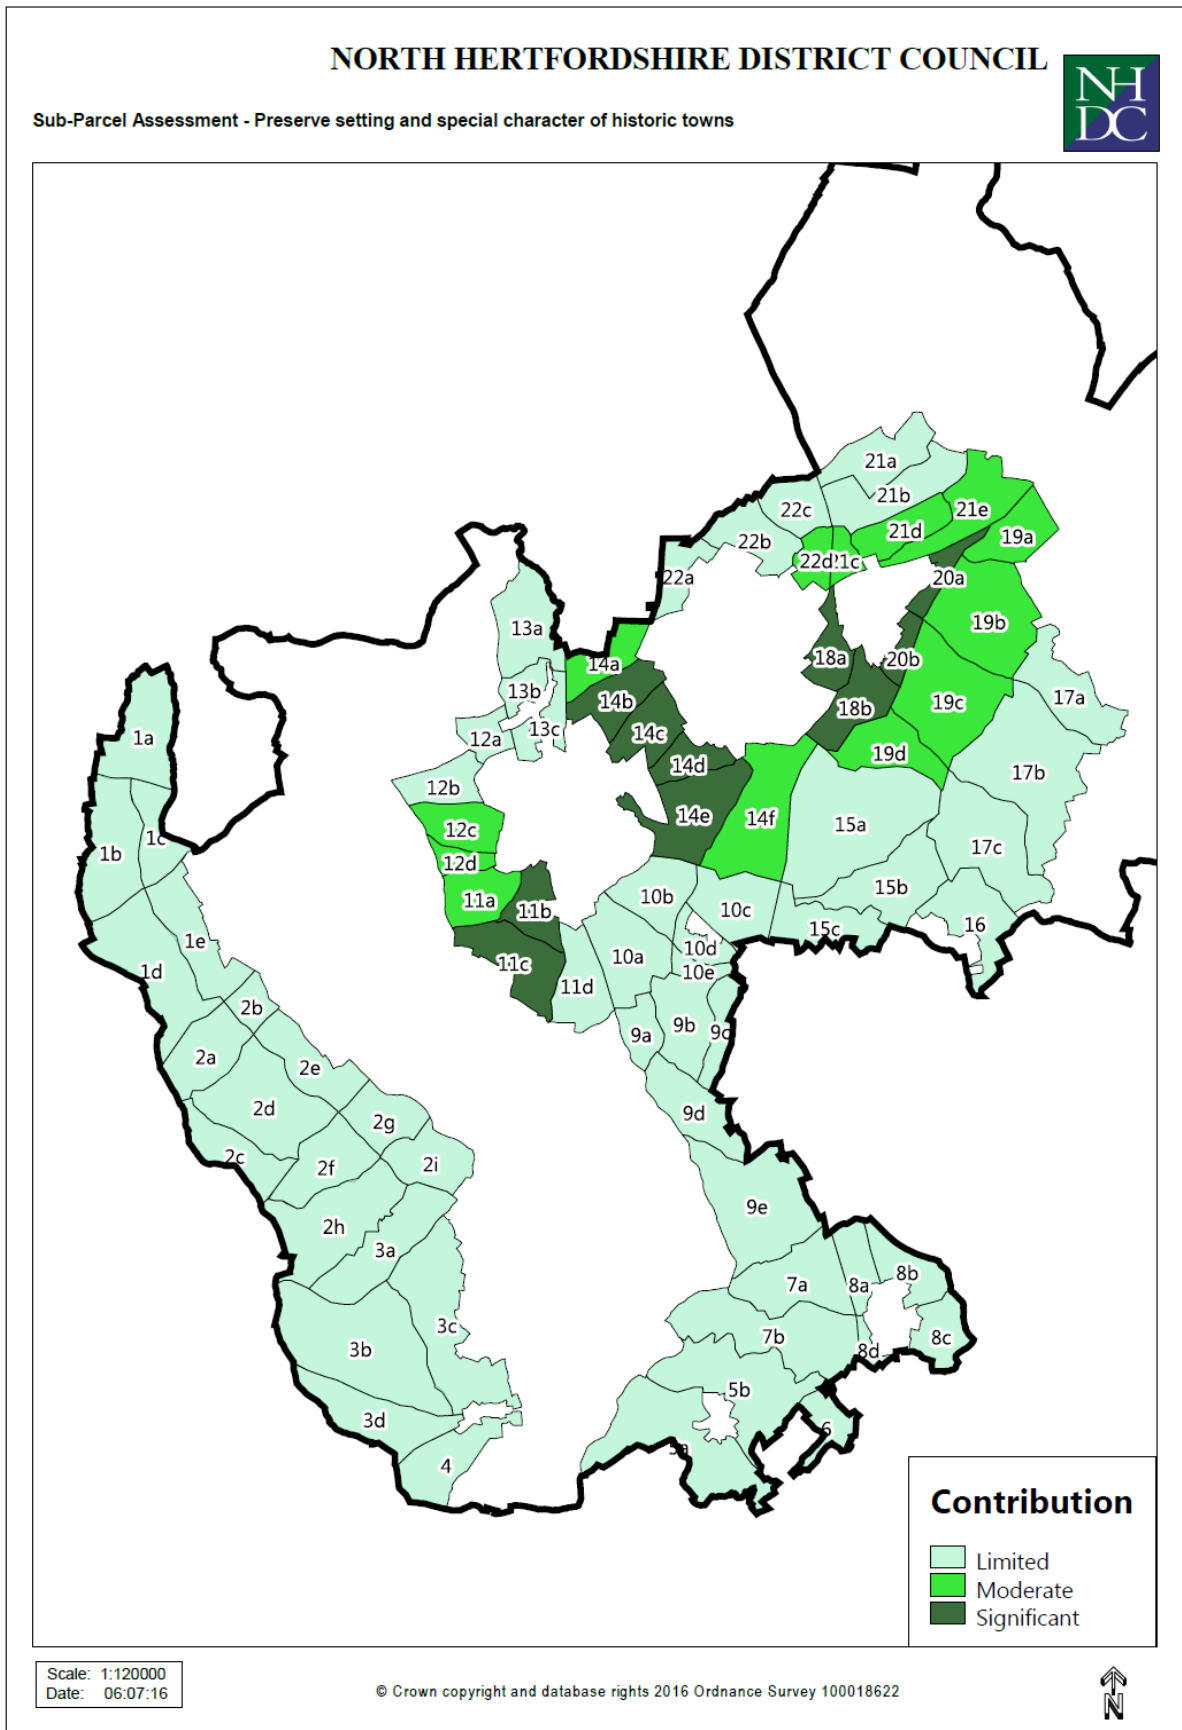 NORTH HERTFORDSHIRE DISTRICT COUNCIL
NH
DC
Sub-Parcel Assessment - Preserve setting and special character of historic towns
21a
21b
22c
21e
21d
19a
22b
22d
21c
22a
20a
19b
13a
18a
20b
14a
13b
14b
17a
19c
18b
13c
14c
12a
1a
19d
14d
17b
12b
14e
14f
15a
12c
1c
17c
1b
12d
15b
11a
10b
11b
10c
16
15c
1e
10d
10a
11c
1d
10e
11d
2b
9b
9c
9a
2a
2e
2d
9d
2g
2c
2f
2i
9e
2h
3a
8b
7a
8a
3c
7b
8c
3b
8d
5b
3d
6
5a
4
Contribution
Limited
Moderate
Significant
Scale: 1:120000
Date: 06:07:16
© Crown copyright and database rights 2016 Ordnance Survey 100018622
N